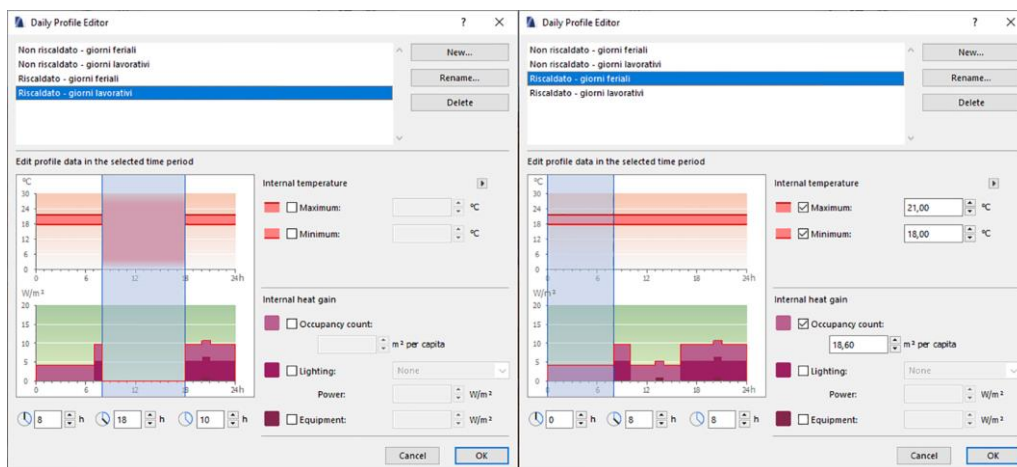 Daily Profile Editor
Non riscaldato - giorni feriali
Non riscaldato - giorni lavorativi
Riscaldato - giorni feriali
Riscaldato - giorni lavorativi
New...
Rename...
Delete
Edit profile data in the selected time period
°C
30
24
18
12
6
0
0 6 12 18 24 h
W/m²
20
15
10
5
0
0 6 12 18 24 h
8 h 18 h 10 h
Internal temperature
Maximum: °C
Minimum: °C
Internal heat gain
Occupancy count:
m² per capita
Lighting: None
Power: W/m²
Equipment: W/m²
Cancel OK
Daily Profile Editor
Non riscaldato - giorni feriali
Non riscaldato - giorni lavorativi
Riscaldato - giorni feriali
Riscaldato - giorni lavorativi
New...
Rename...
Delete
Edit profile data in the selected time period
°C
30
24
18
12
6
0
0 6 12 18 24 h
W/m²
20
15
10
5
0
0 6 12 18 24 h
0 h 8 h 8 h
Internal temperature
Maximum: 21,00 °C
Minimum: 18,00 °C
Internal heat gain
Occupancy count:
18,60 m² per capita
Lighting: None
Power: W/m²
Equipment: W/m²
Cancel OK